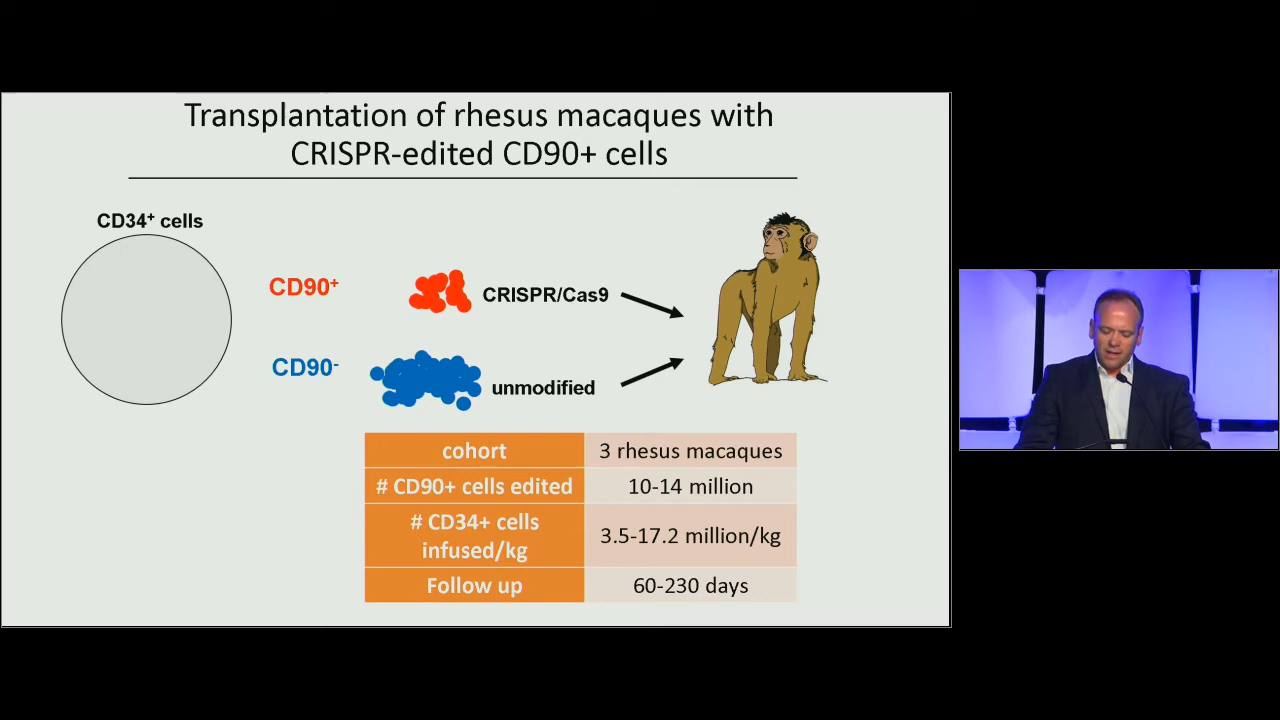 Transplantation of rhesus macaques with
CRISPR-edited CD90+ cells
CD34⁺ cells
CD90⁺
CRISPR/Cas9
CD90⁻
unmodified
cohort
3 rhesus macaques
# CD90+ cells edited
10-14 million
# CD34+ cells
infused/kg
3.5-17.2 million/kg
Follow up
60-230 days